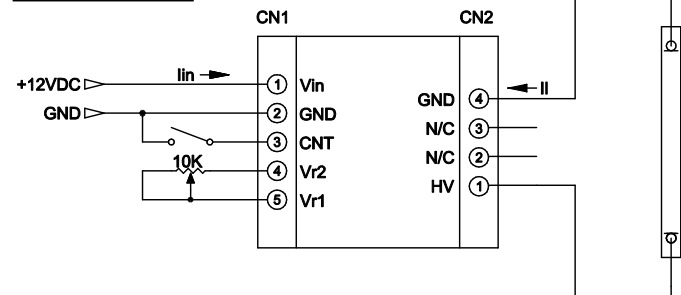 CN1 CN2
+12VDC Iin 1 Vin
GND 2 GND
3 CNT
10K 4 Vr2
5 Vr1
GND 4 Il
N/C 3
N/C 2
HV 1